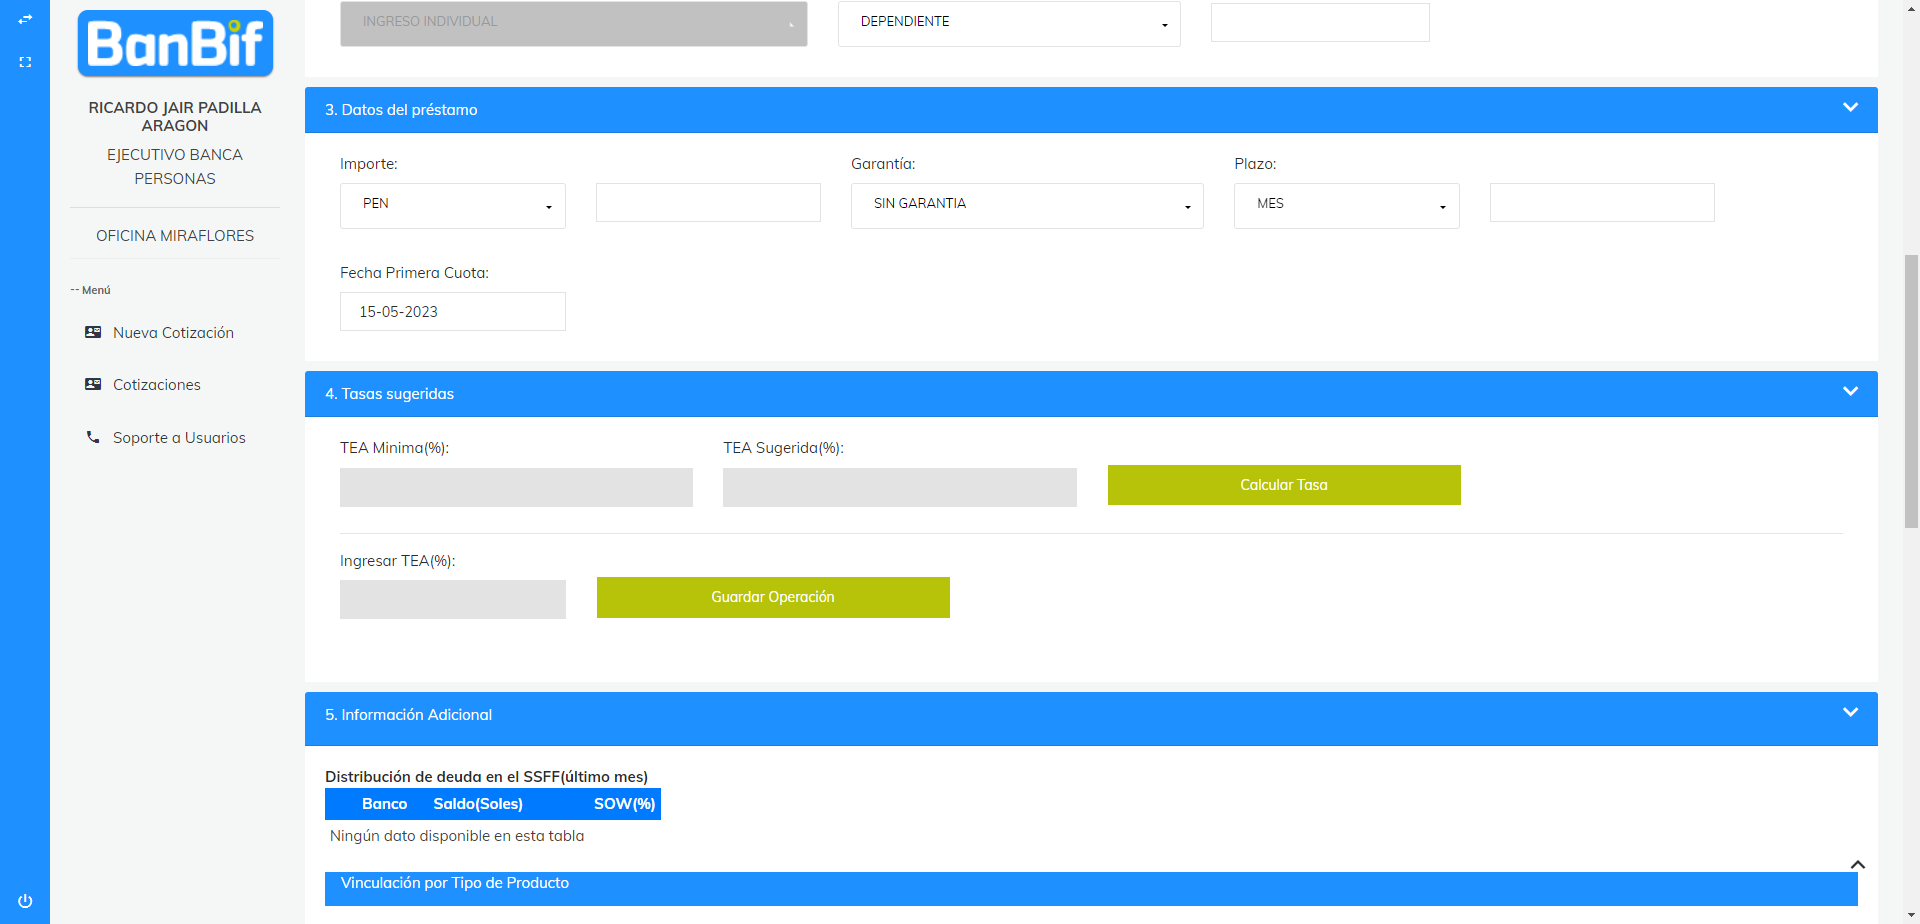 BanBif
RICARDO JAIR PADILLA
ARAGON
EJECUTIVO BANCA
PERSONAS
OFICINA MIRAFLORES
-- Menú
Nueva Cotización
Cotizaciones
Soporte a Usuarios
INGRESO INDIVIDUAL
DEPENDIENTE
3. Datos del préstamo
Importe:
Garantía:
Plazo:
PEN
SIN GARANTIA
MES
Fecha Primera Cuota:
15-05-2023
4. Tasas sugeridas
TEA Minima(%):
TEA Sugerida(%):
Calcular Tasa
Ingresar TEA(%):
Guardar Operación
5. Información Adicional
Distribución de deuda en el SSFF(último mes)
Banco Saldo(Soles) SOW(%)
Ningún dato disponible en esta tabla
Vinculación por Tipo de Producto